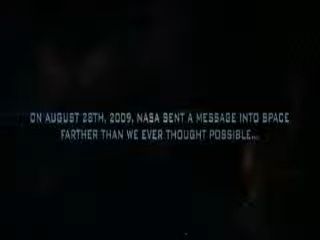 ON AUGUST 28TH, 2009, NASA SENT A MESSAGE INTO SPACE
FARTHER THAN WE EVER THOUGHT POSSIBLE...